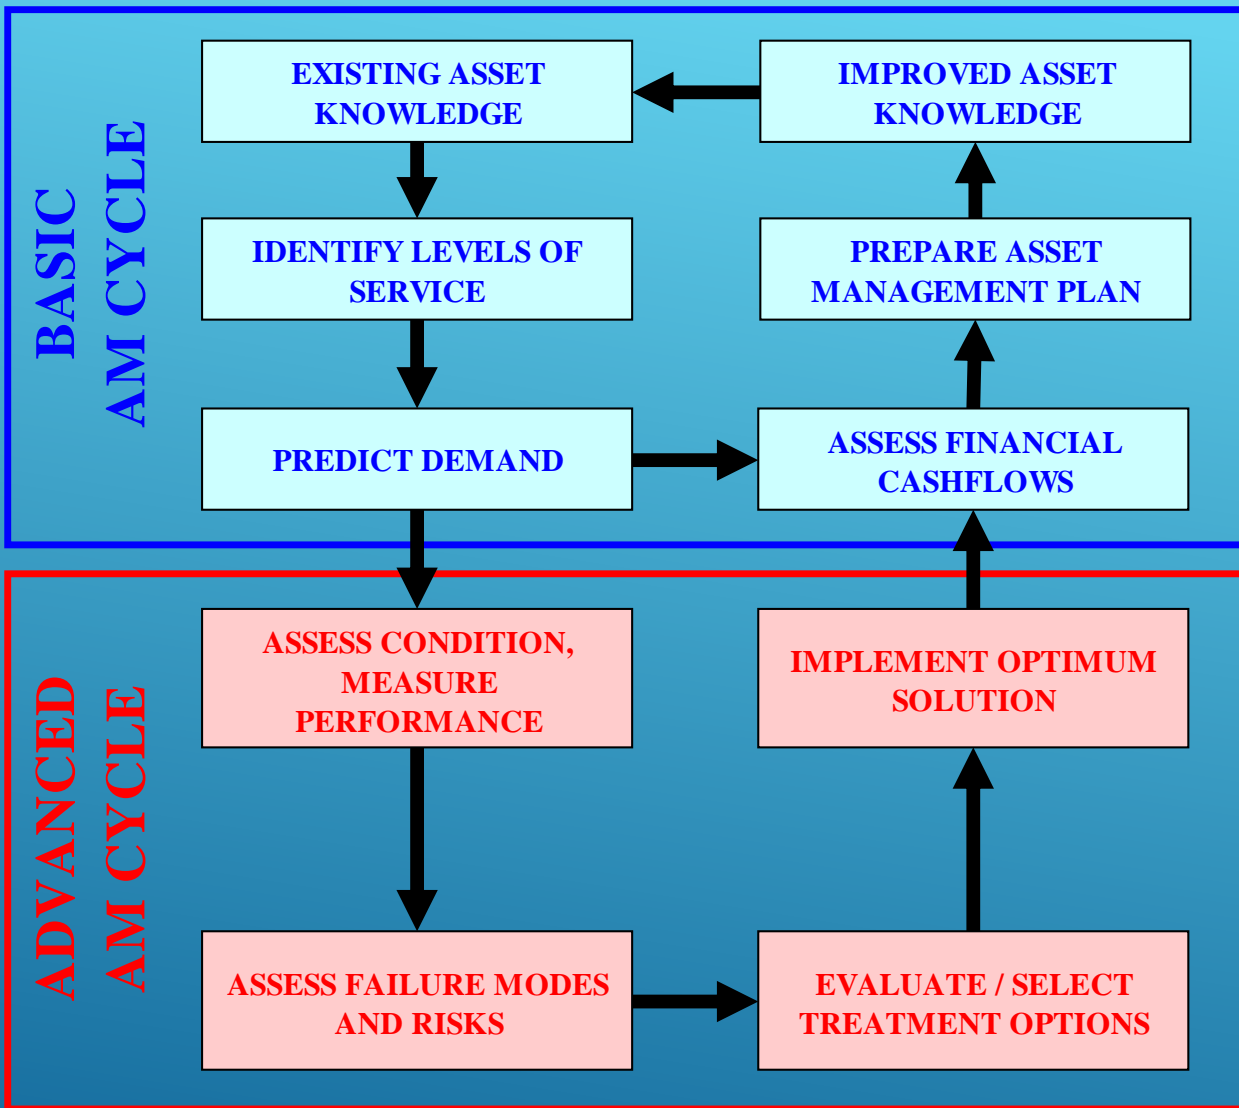 BASIC
AM CYCLE
EXISTING ASSET
KNOWLEDGE
IMPROVED ASSET
KNOWLEDGE
IDENTIFY LEVELS OF
SERVICE
PREPARE ASSET
MANAGEMENT PLAN
PREDICT DEMAND
ASSESS FINANCIAL
CASHFLOWS
ADVANCED
AM CYCLE
ASSESS CONDITION,
MEASURE
PERFORMANCE
IMPLEMENT OPTIMUM
SOLUTION
ASSESS FAILURE MODES
AND RISKS
EVALUATE / SELECT
TREATMENT OPTIONS